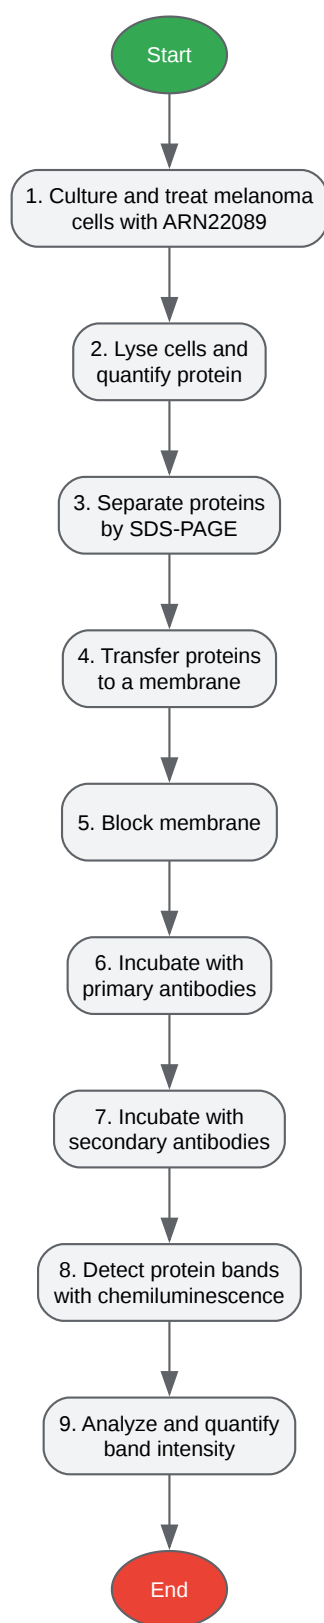 Start
1. Culture and treat melanoma
cells with ARN22089
2. Lyse cells and
quantify protein
3. Separate proteins
by SDS-PAGE
4. Transfer proteins
to a membrane
5. Block membrane
6. Incubate with
primary antibodies
7. Incubate with
secondary antibodies
8. Detect protein bands
with chemiluminescence
9. Analyze and quantify
band intensity
End